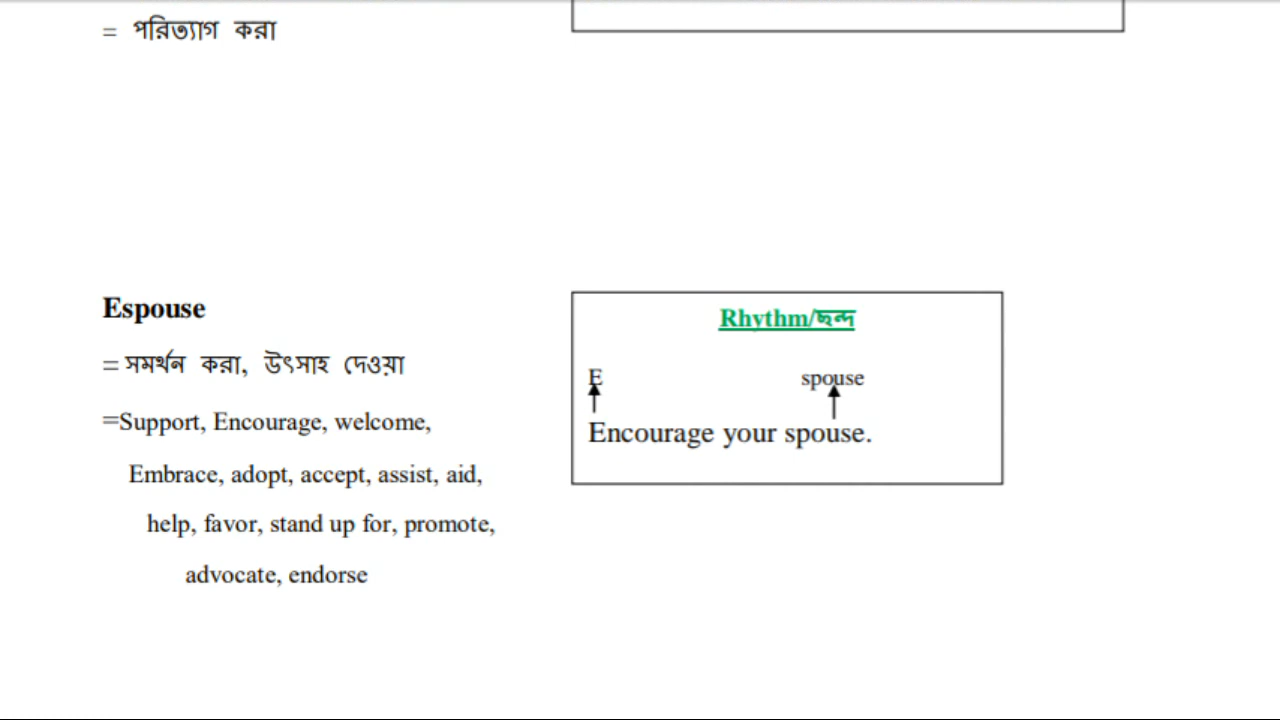 = পরিত্যাগ করা
Espouse
= সমর্থন করা, উৎসাহ দেওয়া
=Support, Encourage, welcome,
Embrace, adopt, accept, assist, aid,
help, favor, stand up for, promote,
advocate, endorse
Rhythm/ছন্দ
E spouse
Encourage your spouse.